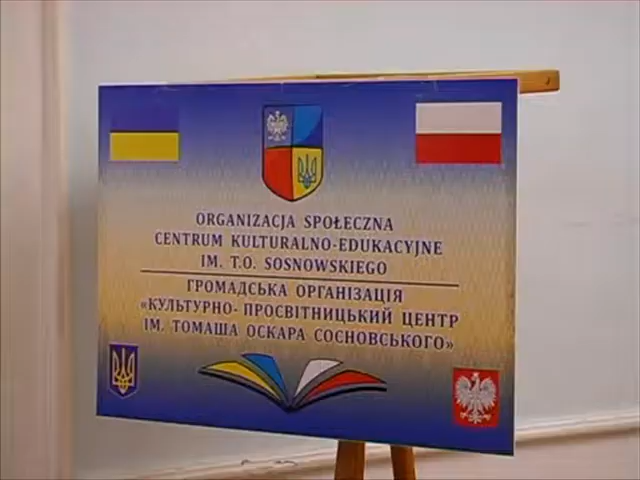 ORGANIZACJA SPOŁECZNA
CENTRUM KULTURALNO-EDUKACYJNE
IM. T.O. SOSNOWSKIEGO
ГРОМАДСЬКА ОРГАНІЗАЦІЯ
«КУЛЬТУРНО- ПРОСВІТНИЦЬКИЙ ЦЕНТР
ІМ. ТОМАША ОСКАРА СОСНОВСЬКОГО»